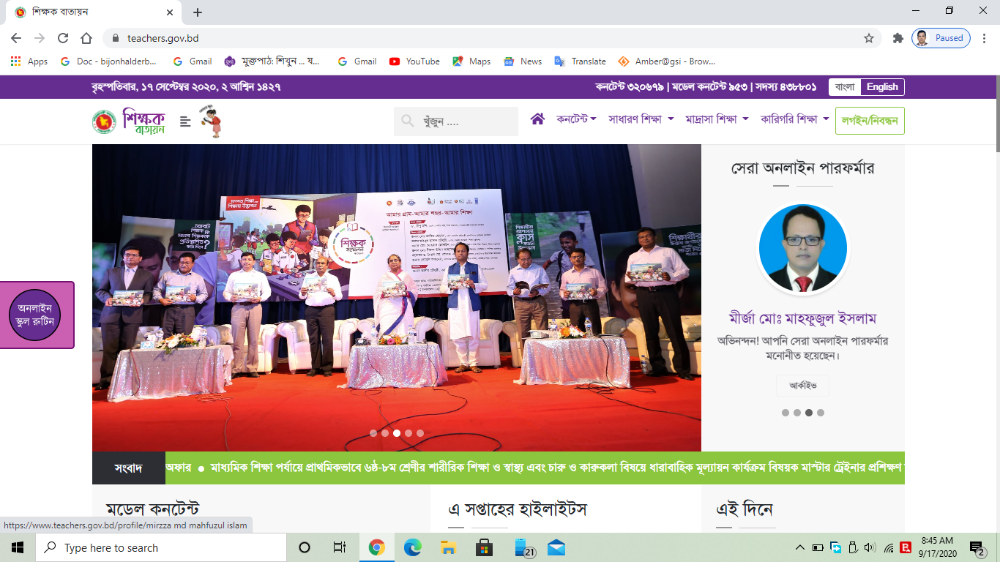 শিক্ষক বাতায়ন
teachers.gov.bd
Paused
Apps
Doc - bijonhalderb...
Gmail
মুক্তপাঠ: শিখুন ... য...
Gmail
YouTube
Maps
News
Translate
Amber@gsi - Brow...
বৃহস্পতিবার, ১৭ সেপ্টেম্বর ২০২০, ২ আশ্বিন ১৪২৭
কনটেন্ট ৩২০৬৭৯ | মডেল কনটেন্ট ৯৫৩ | সদস্য ৪৩৮৮০১
বাংলা English
শিক্ষক
বাতায়ন
খুঁজুন ....
কনটেন্ট
সাধারণ শিক্ষা
মাদ্রাসা শিক্ষা
কারিগরি শিক্ষা
লগইন/নিবন্ধন
আমার গ্রাম-আমার শহর-আমার শিক্ষা
শিক্ষক
সম্মেলন
সেরা অনলাইন পারফর্মার
মীর্জা মোঃ মাহফুজুল ইসলাম
অভিনন্দন! আপনি সেরা অনলাইন পারফর্মার
মনোনীত হয়েছেন।
আর্কাইভ
অনলাইন
স্কুল রুটিন
সংবাদ
অফার ● মাধ্যমিক শিক্ষা পর্যায়ে প্রাথমিকভাবে ৬ষ্ঠ-৮ম শ্রেণীর শারীরিক শিক্ষা ও স্বাস্থ্য এবং চারু ও কারুকলা বিষয়ে ধারাবাহিক মূল্যায়ন কার্যক্রম বিষয়ক মাস্টার ট্রেইনার প্রশিক্ষণ
মডেল কনটেন্ট
এ সপ্তাহের হাইলাইটস
এই দিনে
https://www.teachers.gov.bd/profile/mirzza md mahfuzul islam
Type here to search
21
8:45 AM
9/17/2020
2